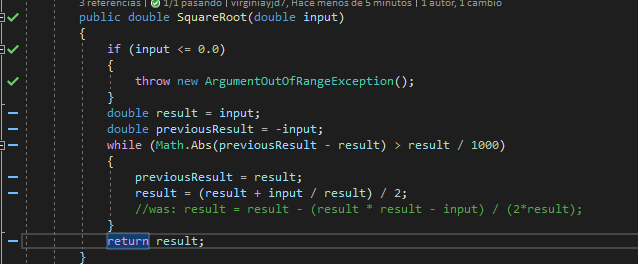 3 referencias | 1/1 pasando | virginiayjd7, Hace menos de 5 minutos | 1 autor, 1 cambio
public double SquareRoot(double input)
{
if (input <= 0.0)
{
throw new ArgumentOutOfRangeException();
}
double result = input;
double previousResult = -input;
while (Math.Abs(previousResult - result) > result / 1000)
{
previousResult = result;
result = (result + input / result) / 2;
//was: result = result - (result * result - input) / (2*result);
}
return result;
}